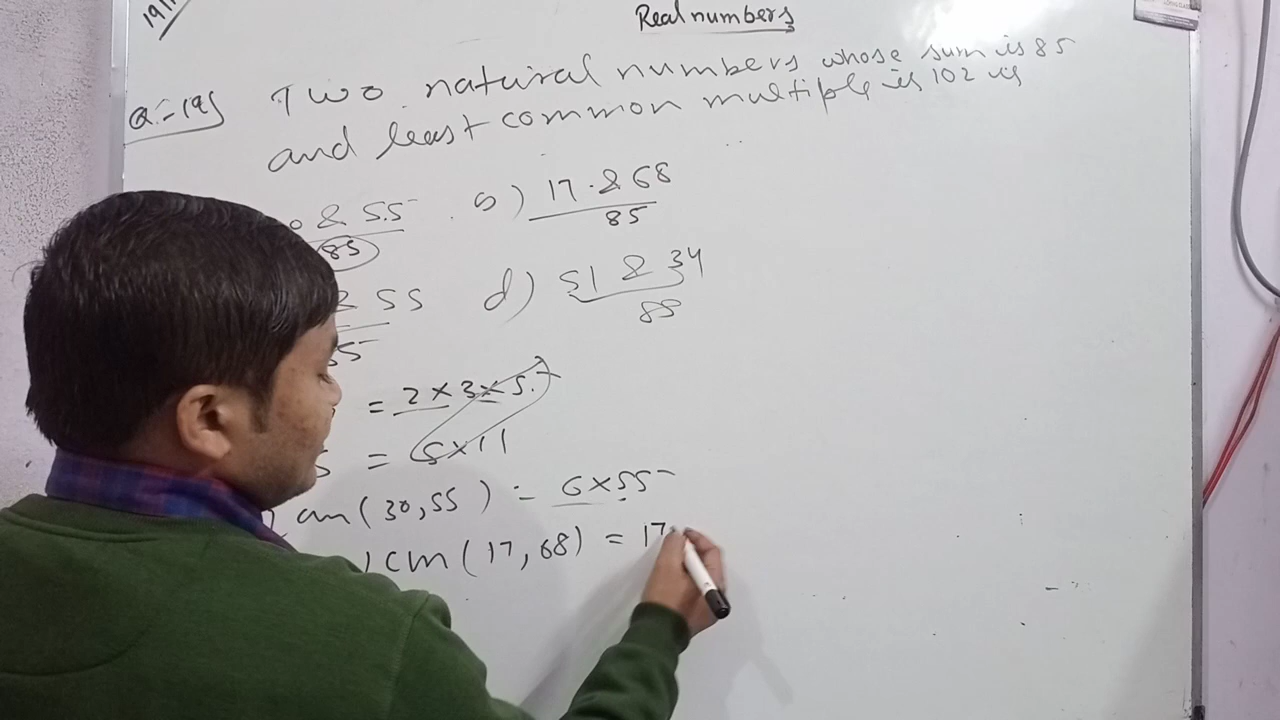 Real numbers
Q:-19) Two natural numbers whose sum is 85
and least common multiple is 102 is
& 55 b) 17 & 68
85 85
& 55 d) 51 & 34
85
= 2 × 3 × 5
= 5×11
(30,55) = 6×55
lcm (17,68) = 17